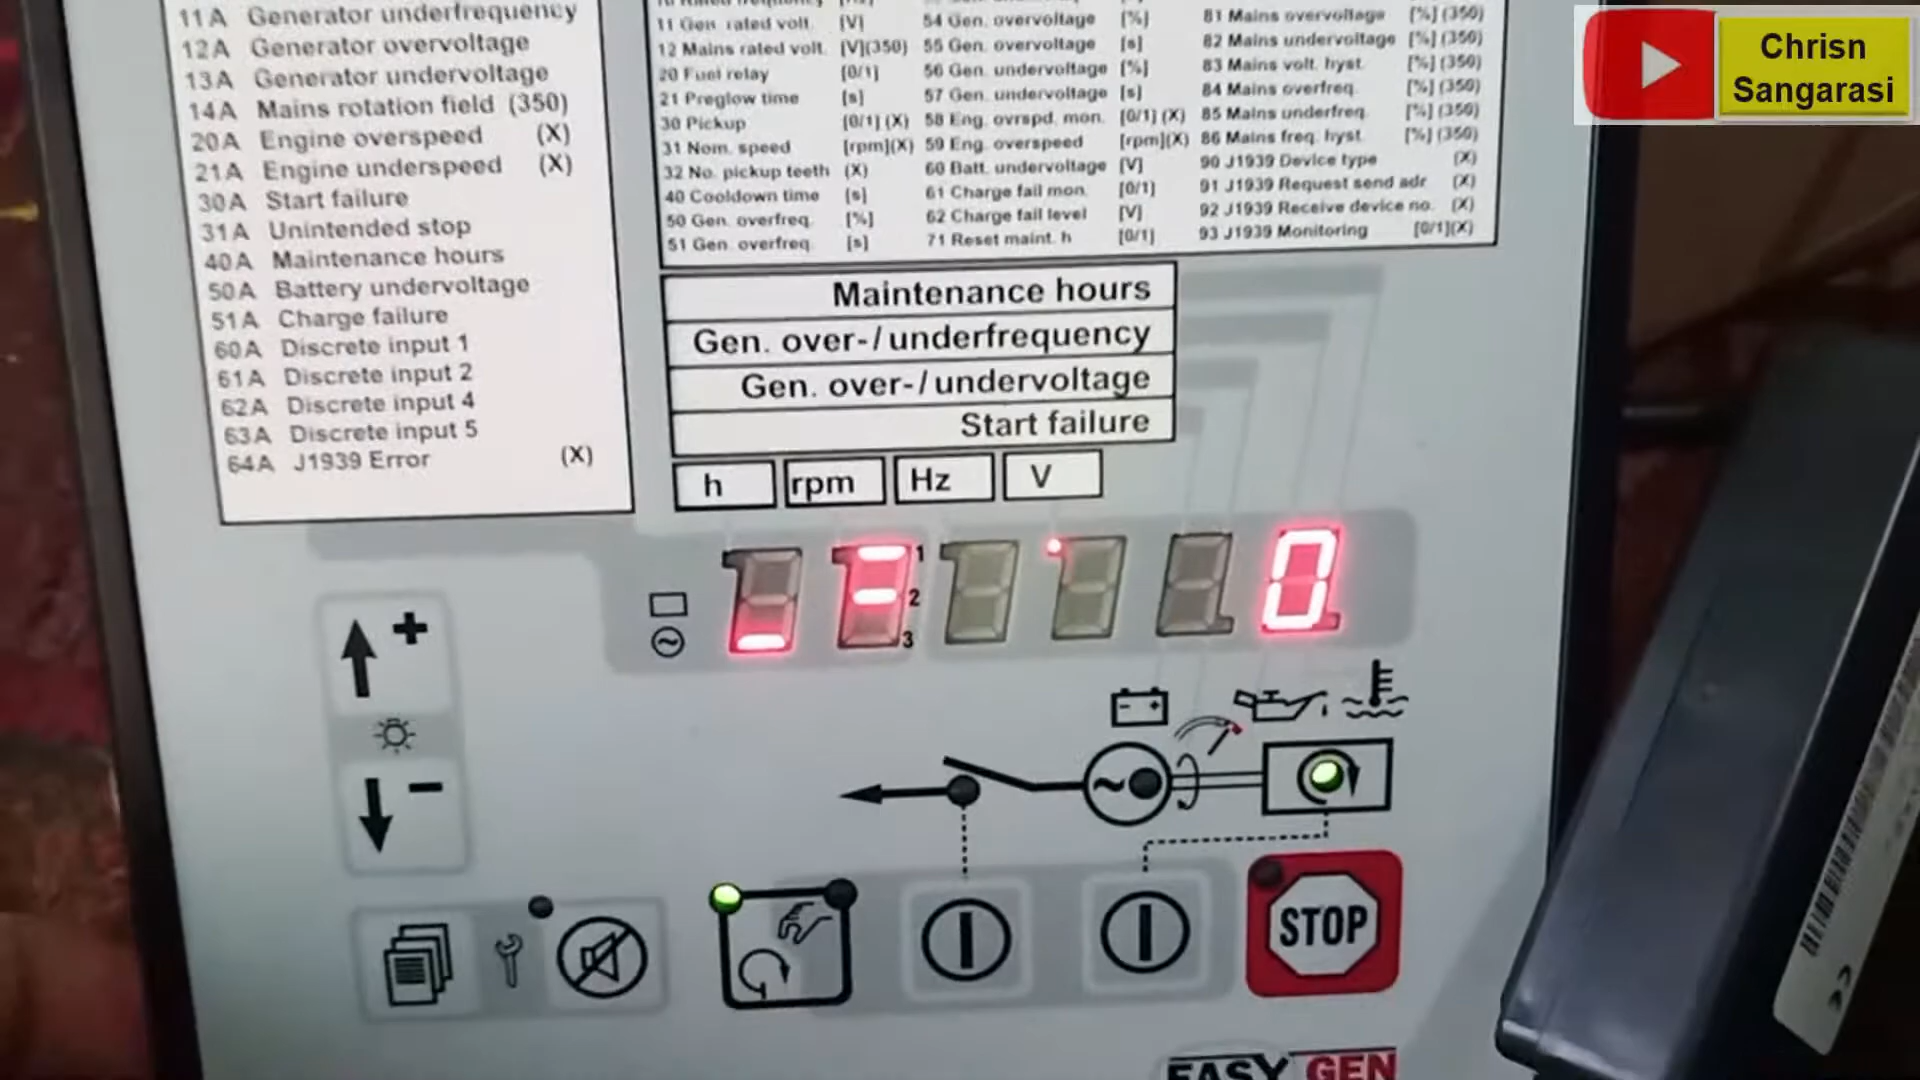 11A Generator underfrequency
12A Generator overvoltage
13A Generator undervoltage
14A Mains rotation field (350)
20A Engine overspeed (X)
21A Engine underspeed (X)
30A Start failure
31A Unintended stop
40A Maintenance hours
50A Battery undervoltage
51A Charge failure
60A Discrete input 1
61A Discrete input 2
62A Discrete input 4
63A Discrete input 5
64A J1939 Error (X)
11 Gen. rated volt. [V]
12 Mains rated volt. [V](350)
20 Fuel relay [0/1]
21 Preglow time [s]
30 Pickup [0/1] (X)
31 Nom. speed [rpm](X)
32 No. pickup teeth (X)
40 Cooldown time [s]
50 Gen. overfreq. [%]
51 Gen. overfreq. [s]
54 Gen. overvoltage [%]
55 Gen. overvoltage [s]
56 Gen. undervoltage [%]
57 Gen. undervoltage [s]
58 Eng. ovrspd. mon. [0/1] (X)
59 Eng. overspeed [rpm](X)
60 Batt. undervoltage [V]
61 Charge fail mon. [0/1]
62 Charge fail level [V]
71 Reset maint. h [0/1]
81 Mains overvoltage [%] (350)
82 Mains undervoltage [%] (350)
83 Mains volt. hyst. [%] (350)
84 Mains overfreq. [%] (350)
85 Mains underfreq. [%] (350)
86 Mains freq. hyst. [%] (350)
90 J1939 Device type (X)
91 J1939 Request send adr (X)
92 J1939 Receive device no. (X)
93 J1939 Monitoring [0/1](X)
Chrisn
Sangarasi
Maintenance hours
Gen. over-/underfrequency
Gen. over-/undervoltage
Start failure
h rpm Hz V
1
2
3
0
STOP
EASYGEN